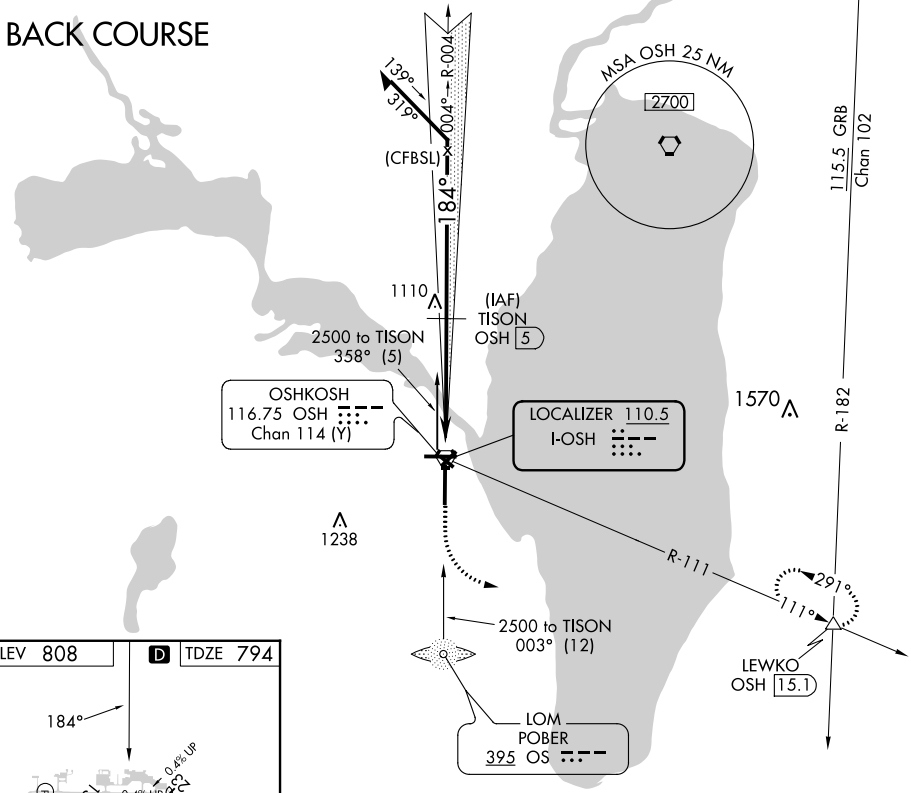 BACK COURSE
MSA OSH 25 NM
2700
139°
319°
004°
R-004
(CFBSL)
184°
115.5 GRB
Chan 102
1110
(IAF)
TISON
OSH 5
2500 to TISON
358° (5)
OSHKOSH
116.75 OSH
Chan 114 (Y)
LOCALIZER 110.5
I-OSH
1570
R-182
1238
R-111
291°
111°
2500 to TISON
003° (12)
LEWKO
OSH 15.1
LOM
POBER
395 OS
LEV 808
D
TDZE 794
184°
0.4% UP